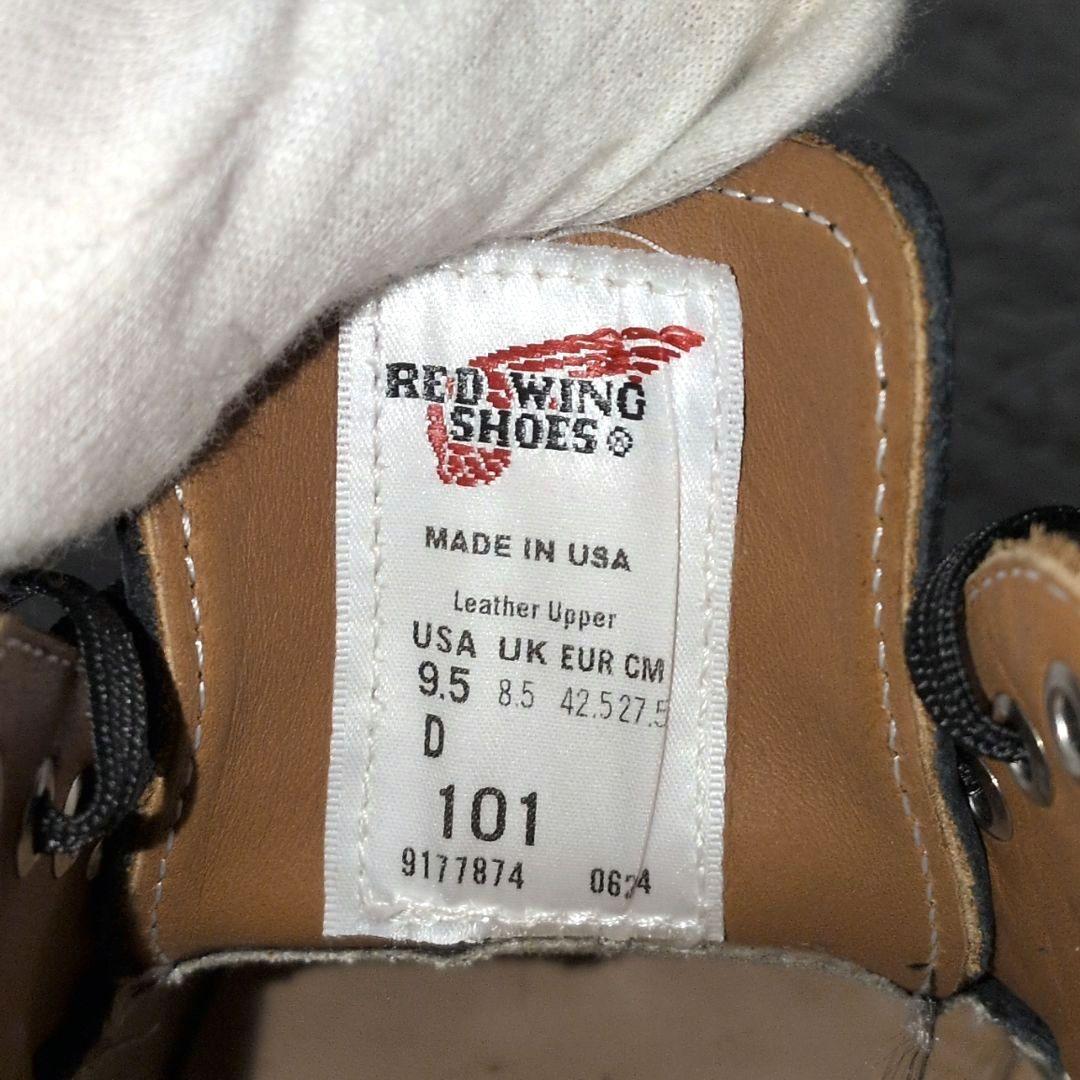 RED WING
SHOES®
MADE IN USA
Leather Upper
USA UK EUR CM
9.5 8.5 42.5 27.5
D
101
9177874 0624